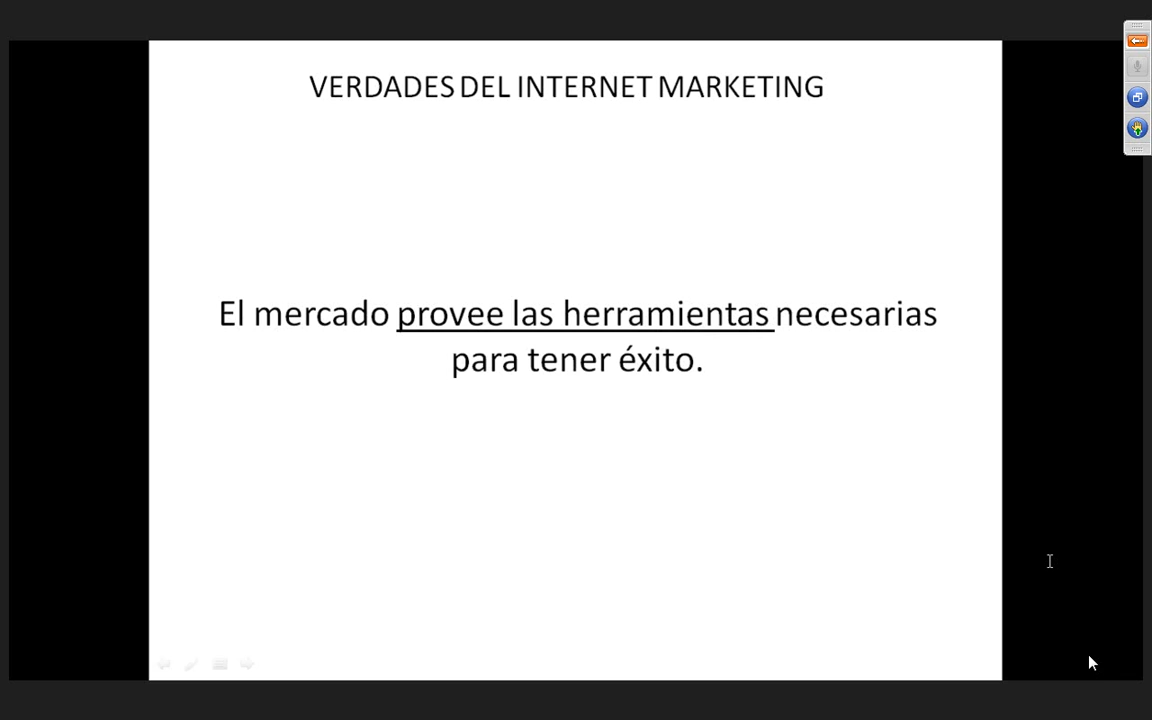 VERDADES DEL INTERNET MARKETING
El mercado provee las herramientas necesarias
para tener éxito.